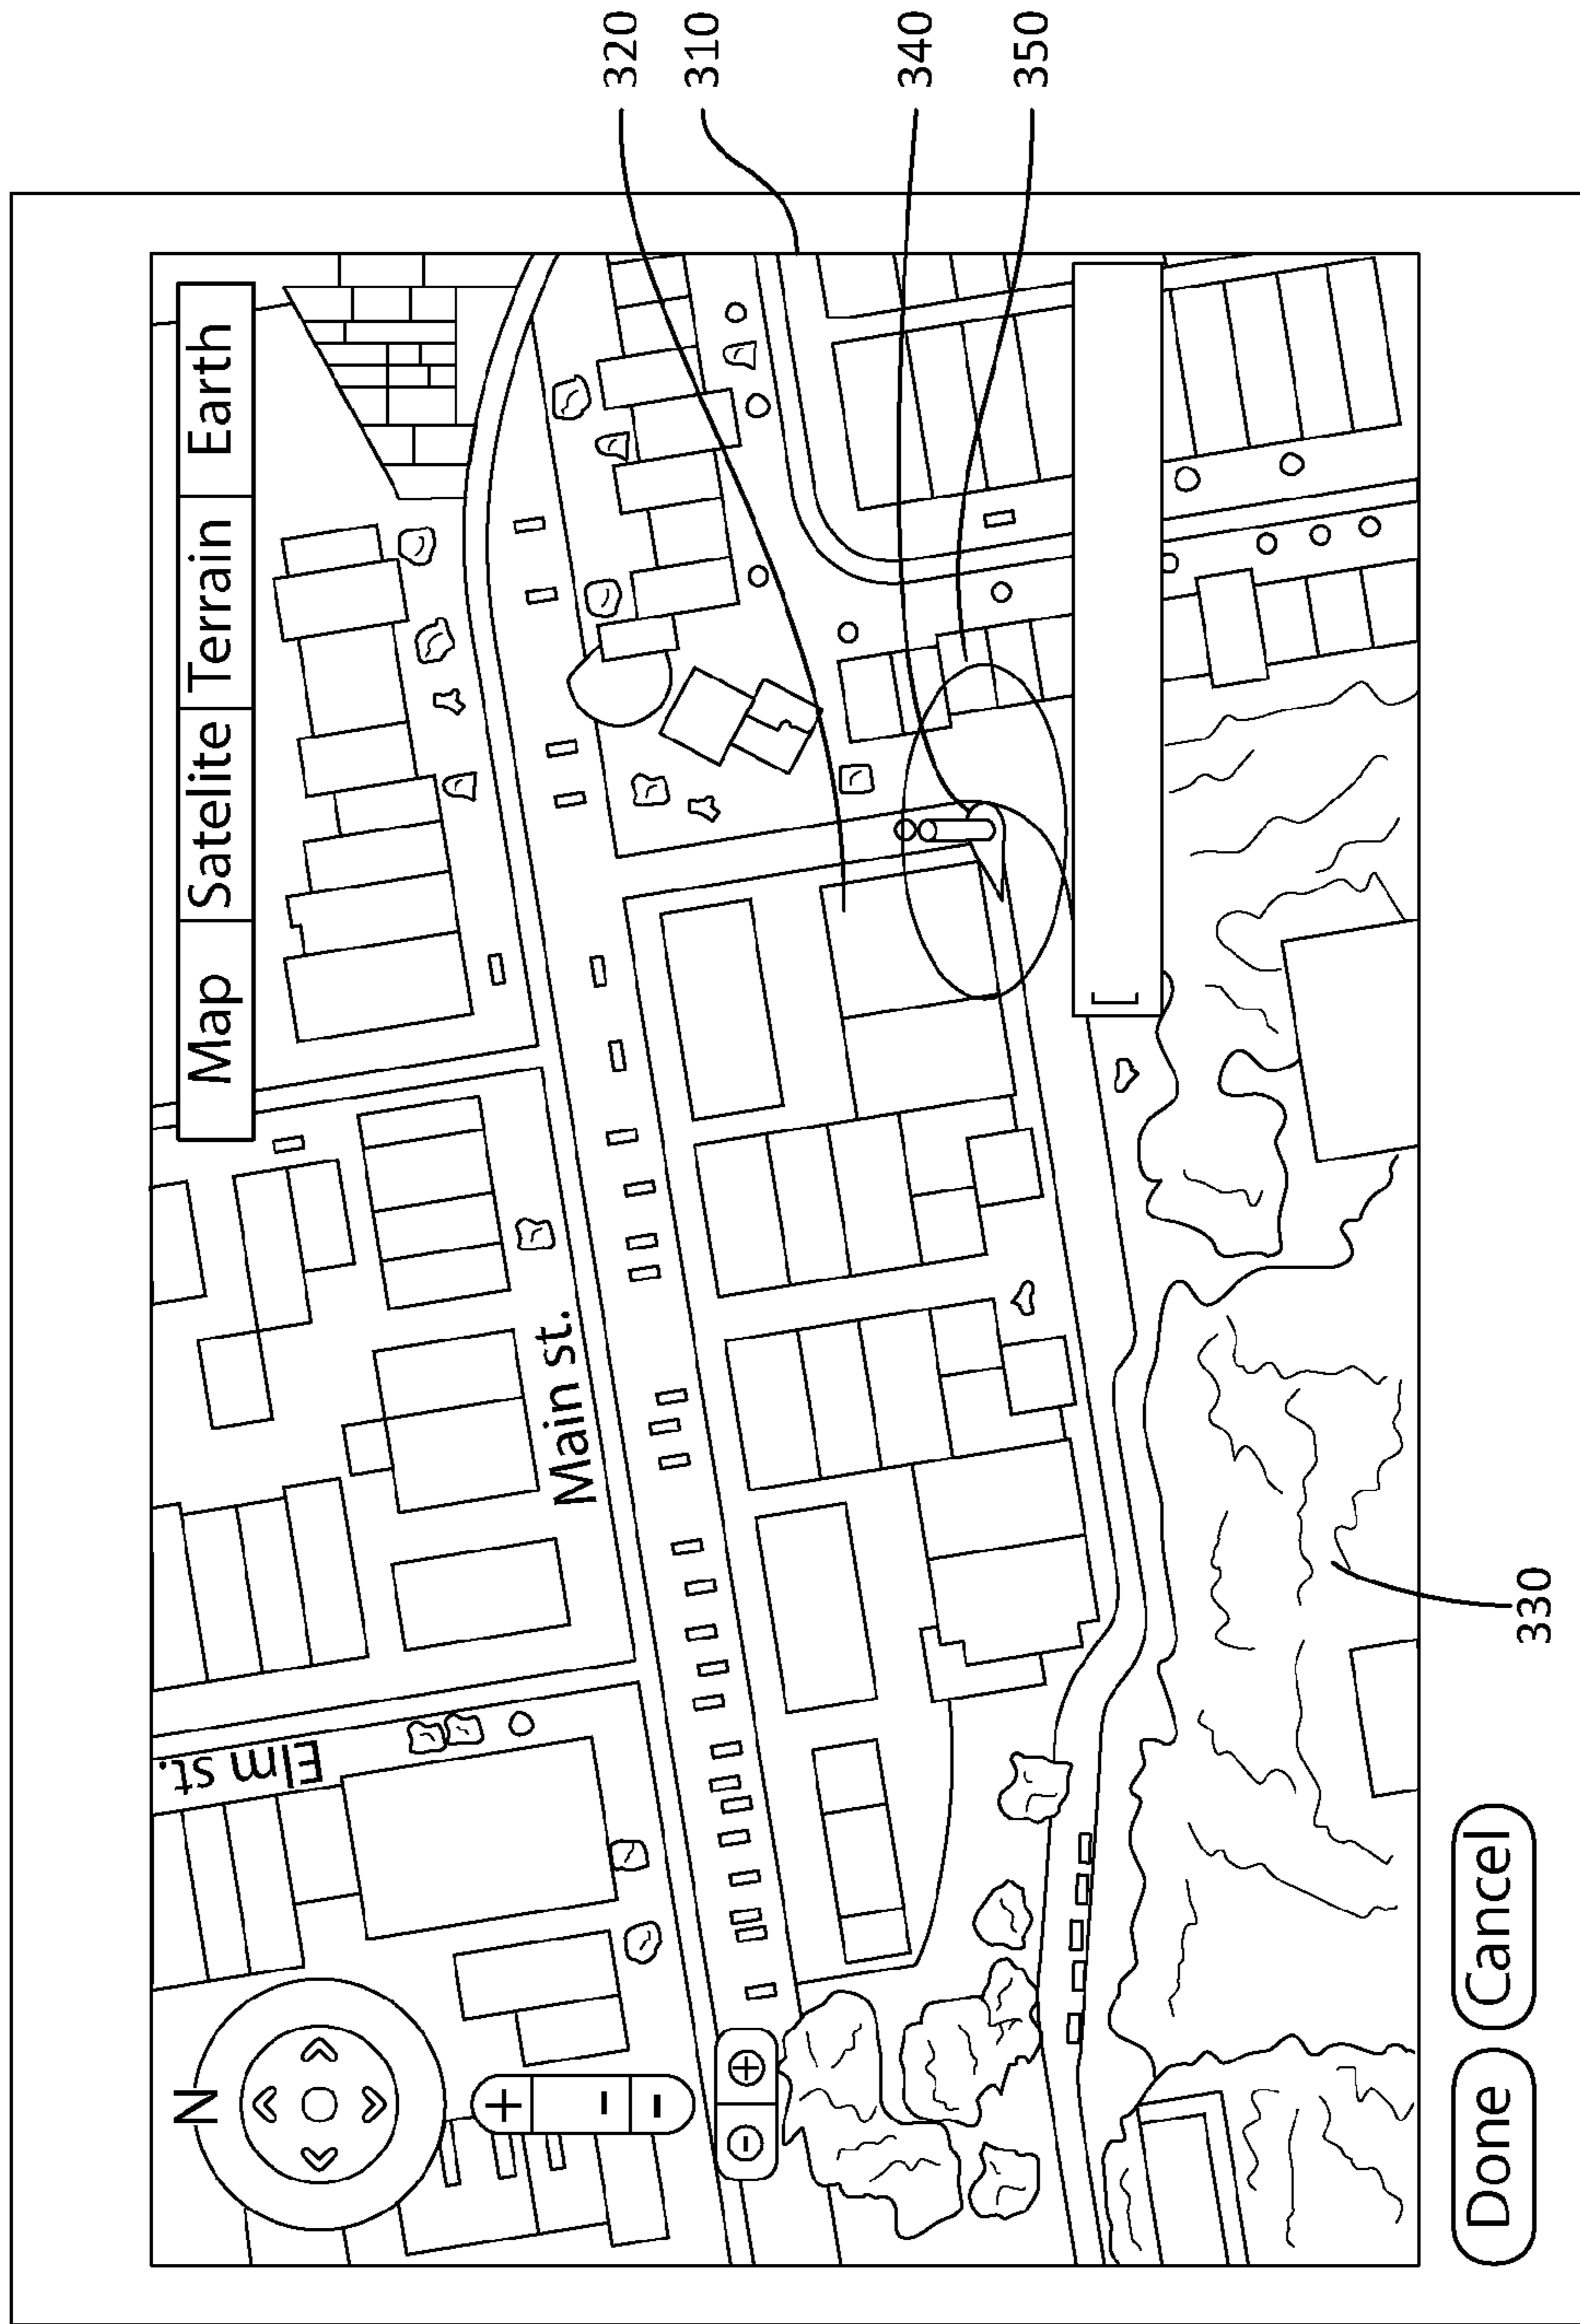 N
Map Satelite Terrain Earth
Elm st.
Main st.
+
-
-
- +
[
320
310
340
350
330
Done Cancel